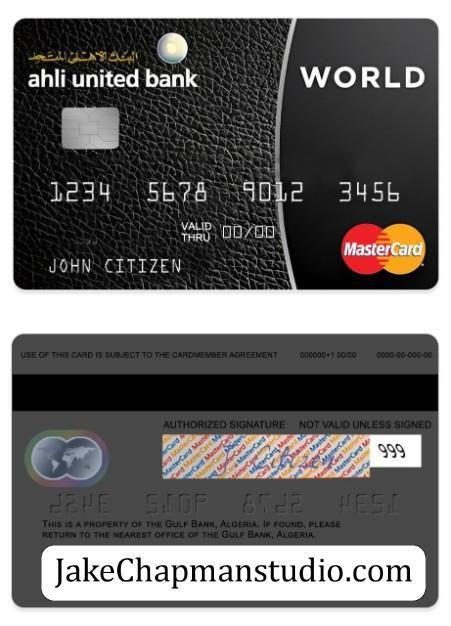 البنك الأهلي المتحد
ahli united bank
WORLD
1234 5678 9012 3456
VALID
THRU 00/00
MasterCard
JOHN CITIZEN
USE OF THIS CARD IS SUBJECT TO THE CARDMEMBER AGREEMENT 000000+1 00/00 0000-00-000-00
AUTHORIZED SIGNATURE NOT VALID UNLESS SIGNED
J. Citizen 999
THIS IS A PROPERTY OF THE GULF BANK, ALGERIA. IF FOUND, PLEASE
RETURN TO THE NEAREST OFFICE OF THE GULF BANK, ALGERIA.
JakeChapmanstudio.com